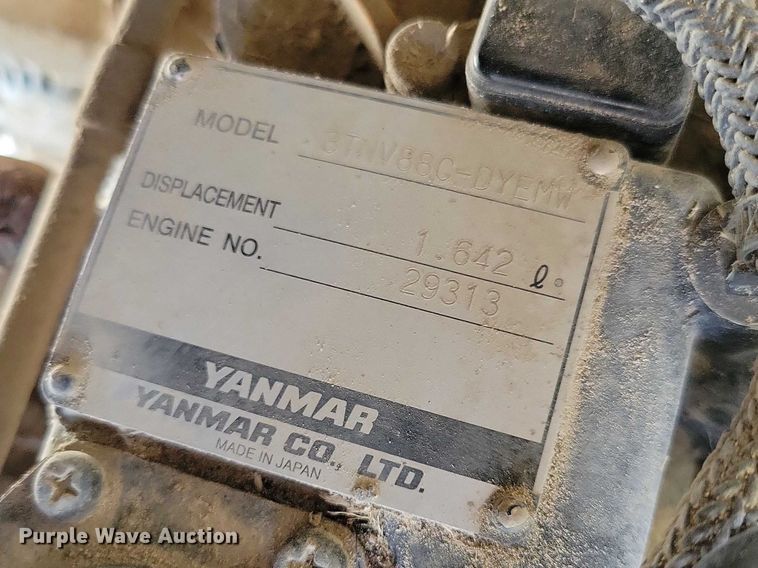 MODEL 3TNV88C-DYEMW
DISPLACEMENT 1.642 ℓ.
ENGINE NO. 29313
YANMAR
YANMAR CO., LTD.
MADE IN JAPAN
Purple Wave Auction®